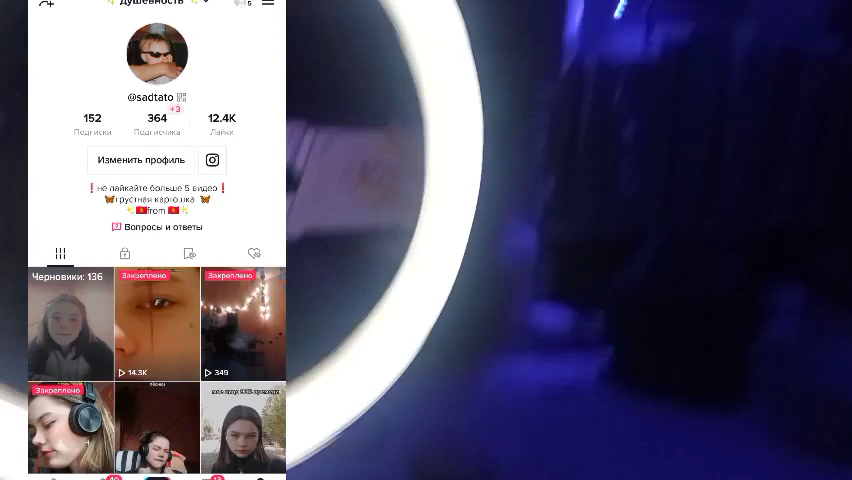 ✨ душевность ✨
5
@sadtato
+3
152 364 12.4K
Подписки Подписчика Лайки
Изменить профиль
❗не лайкайте больше 5 видео❗
🦋грустная картошка 🦋
✨🇻🇳from 🇻🇳✨
Вопросы и ответы
Черновики: 136
Закреплено
Закреплено
14.3K
349
Закреплено